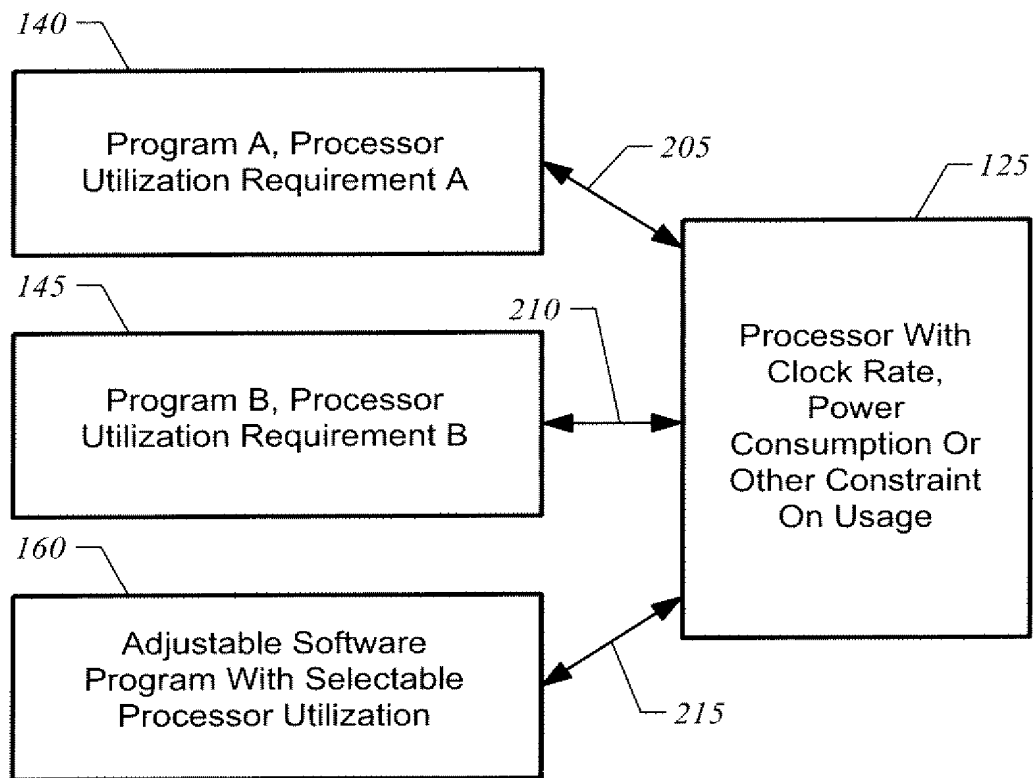 140
Program A, Processor
Utilization Requirement A
205
125
145
210
Program B, Processor
Utilization Requirement B
Processor With
Clock Rate,
Power
Consumption Or
Other Constraint
On Usage
160
Adjustable Software
Program With Selectable
Processor Utilization
215